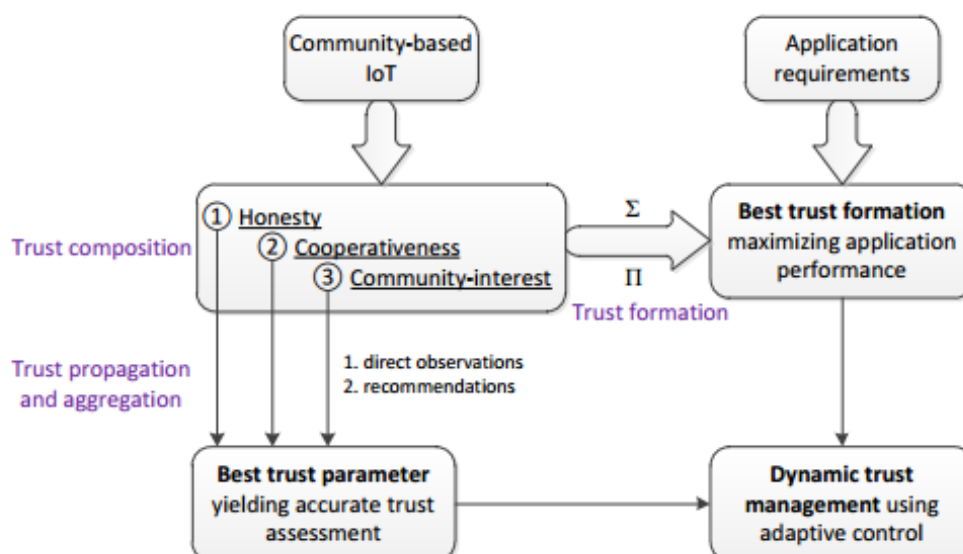 Community-based
IoT
Application
requirements
Trust composition
① Honesty
② Cooperativeness
③ Community-interest
Σ
Π
Trust formation
Best trust formation
maximizing application
performance
Trust propagation
and aggregation
1. direct observations
2. recommendations
Best trust parameter
yielding accurate trust
assessment
Dynamic trust
management using
adaptive control